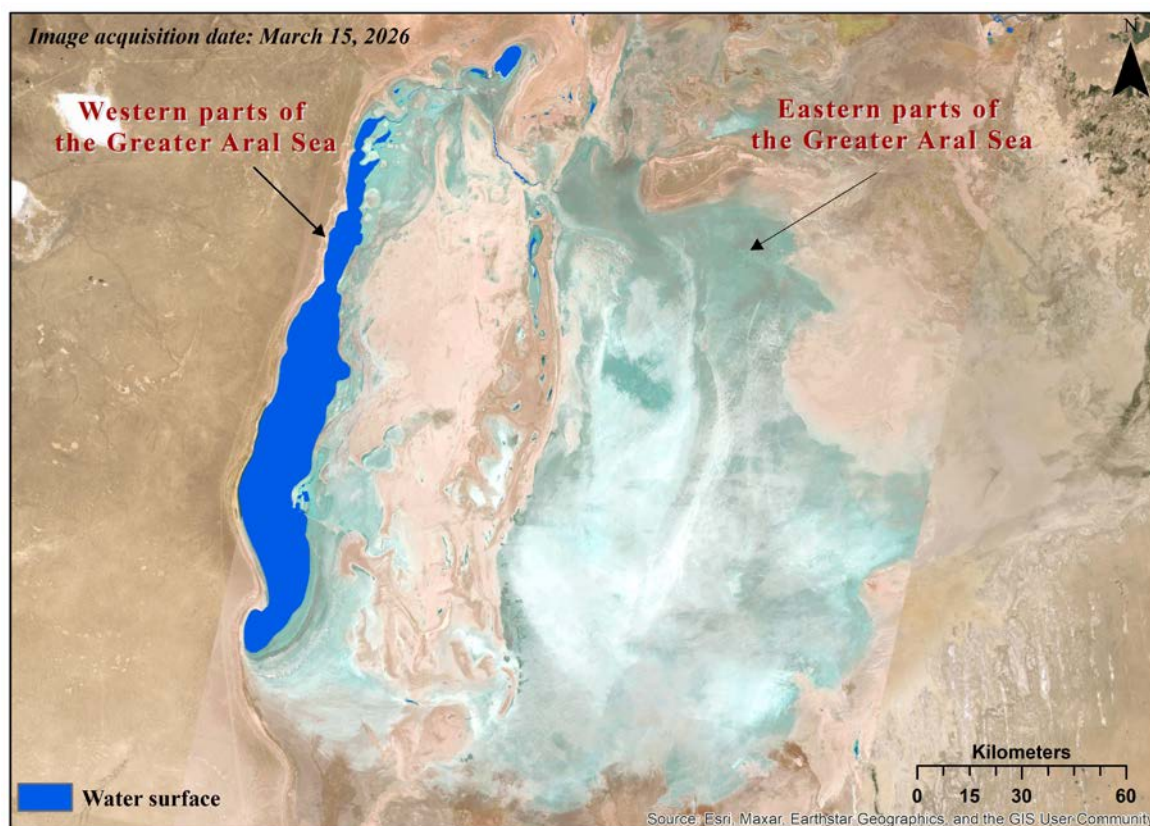 Image acquisition date: March 15, 2026
N
Western parts of
the Greater Aral Sea
Eastern parts of
the Greater Aral Sea
Kilometers
0 15 30 60
Water surface
Source: Esri, Maxar, Earthstar Geographics, and the GIS User Community